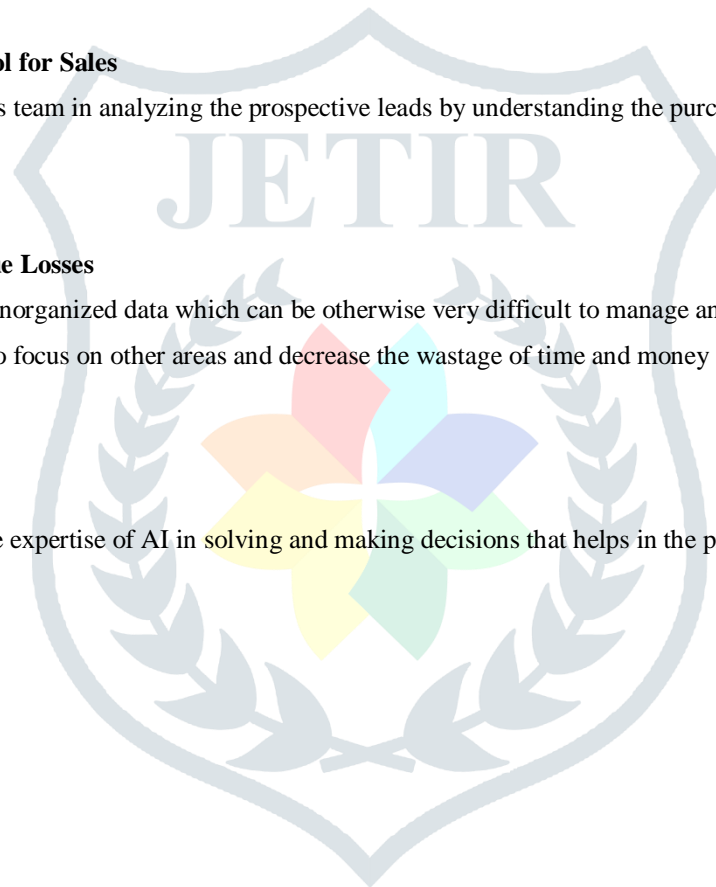 ol for Sales
s team in analyzing the prospective leads by understanding the purc
JETIR
e Losses
norganized data which can be otherwise very difficult to manage an
o focus on other areas and decrease the wastage of time and money
e expertise of AI in solving and making decisions that helps in the p